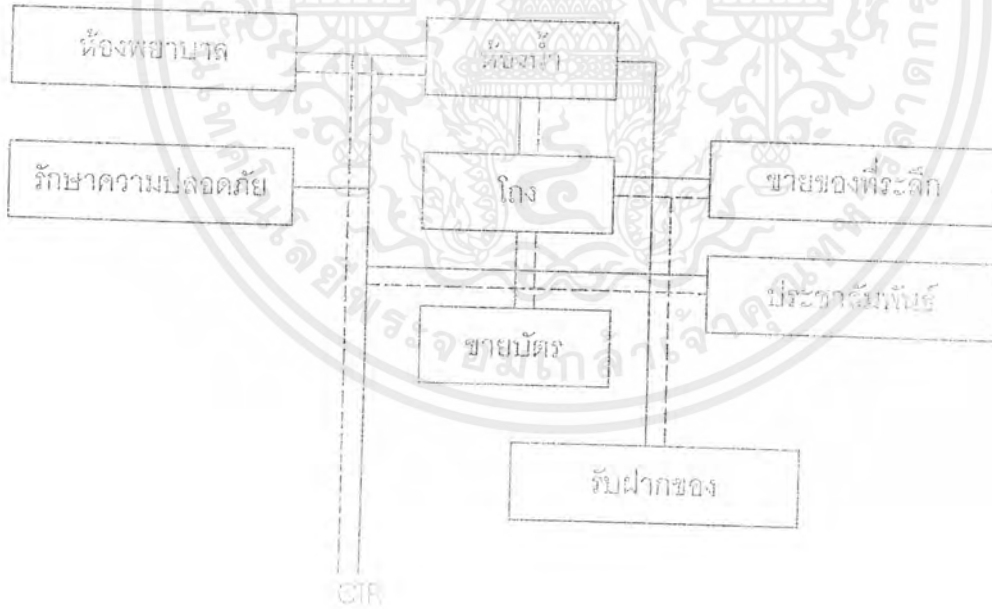 ห้องพยาบาล
ห้องน้ำ
รักษาความปลอดภัย
โถง
ขายของที่ระลึก
ประชาสัมพันธ์
ขายบัตร
รับฝากของ
CTR